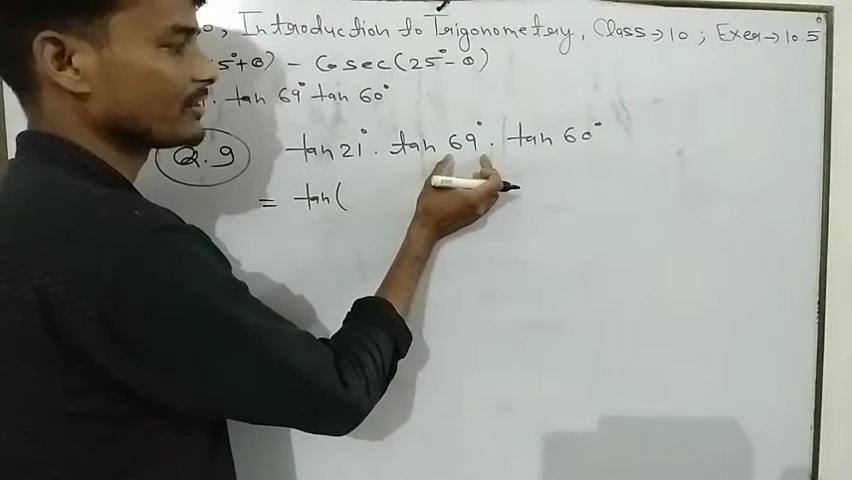 Introduction to Trigonometry, Class → 10 ; Exer → 10.5
5° + θ) - Cosec(25° - θ)
tan 69° tan 60°
Q.9 tan 21° . tan 69° . tan 60°
= tan(